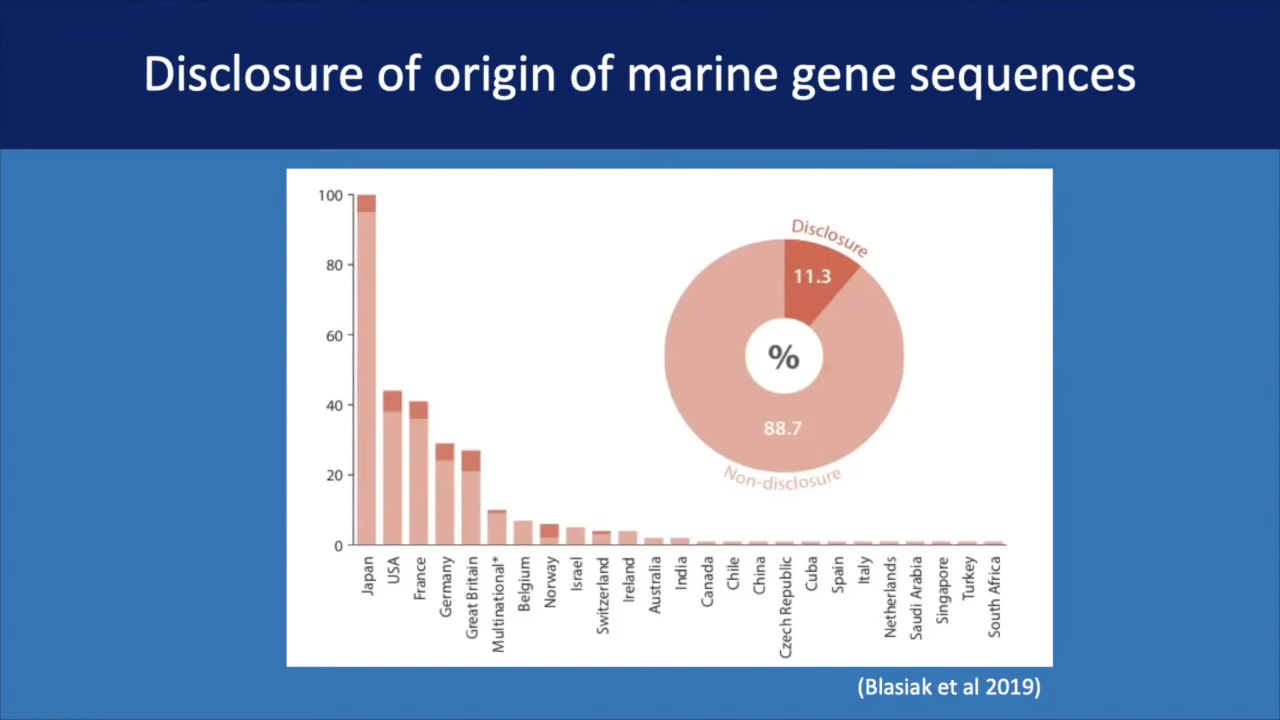 Disclosure of origin of marine gene sequences
100
80
60
40
20
0
Disclosure
11.3
%
88.7
Non-disclosure
Japan
USA
France
Germany
Great Britain
Multinational*
Belgium
Norway
Israel
Switzerland
Ireland
Australia
India
Canada
Chile
China
Czech Republic
Cuba
Spain
Italy
Netherlands
Saudi Arabia
Singapore
Turkey
South Africa
(Blasiak et al 2019)